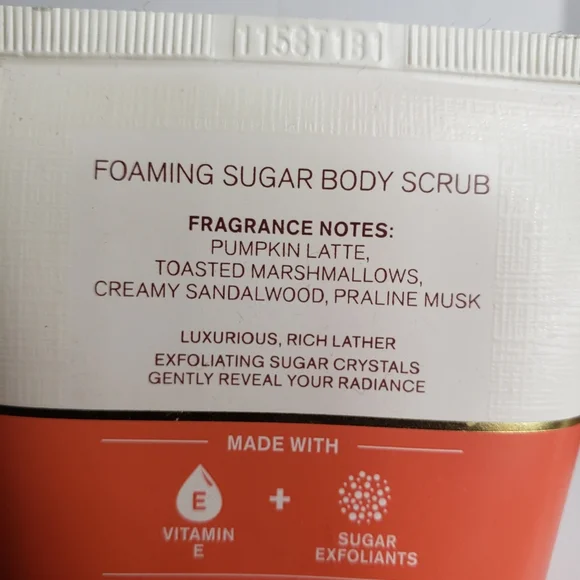 1158T1B1
FOAMING SUGAR BODY SCRUB
FRAGRANCE NOTES:
PUMPKIN LATTE,
TOASTED MARSHMALLOWS,
CREAMY SANDALWOOD, PRALINE MUSK
LUXURIOUS, RICH LATHER
EXFOLIATING SUGAR CRYSTALS
GENTLY REVEAL YOUR RADIANCE
MADE WITH
E
+
VITAMIN
E
SUGAR
EXFOLIANTS